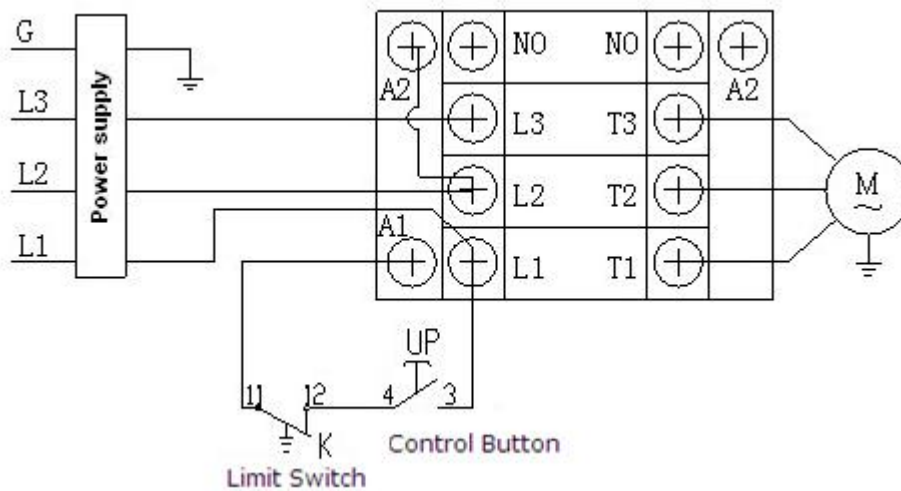 G
L3
L2
L1
Power supply
A2
NO
NO
A2
L3
T3
L2
T2
A1
L1
T1
M
~
UP
11
12
4
3
K
Control Button
Limit Switch